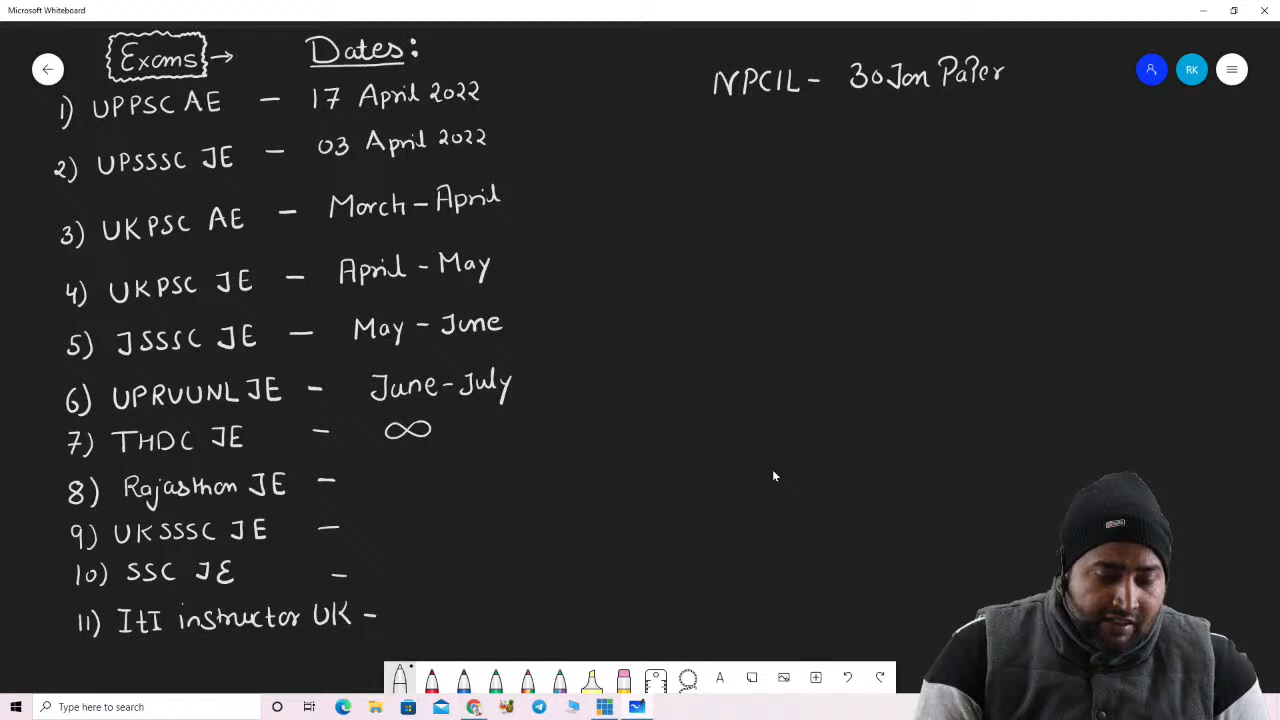 Microsoft Whiteboard
Exams → Dates:
1) UPPSC AE - 17 April 2022
2) UPSSSC JE - 03 April 2022
3) UKPSC AE - March - April
4) UKPSC JE - April - May
5) JSSSC JE - May - June
6) UPRVUNL JE - June - July
7) THDC JE - ∞
8) Rajasthan JE -
9) UKSSSC JE -
10) SSC JE -
11) ItI instructor UK -
NPCIL - 30 Jan PaPer
RK
A
Type here to search